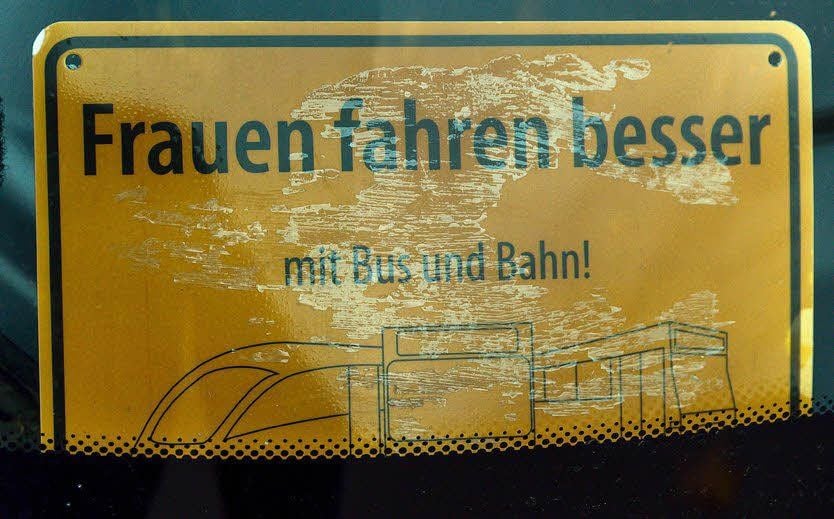 Frauen fahren besser
mit Bus und Bahn!